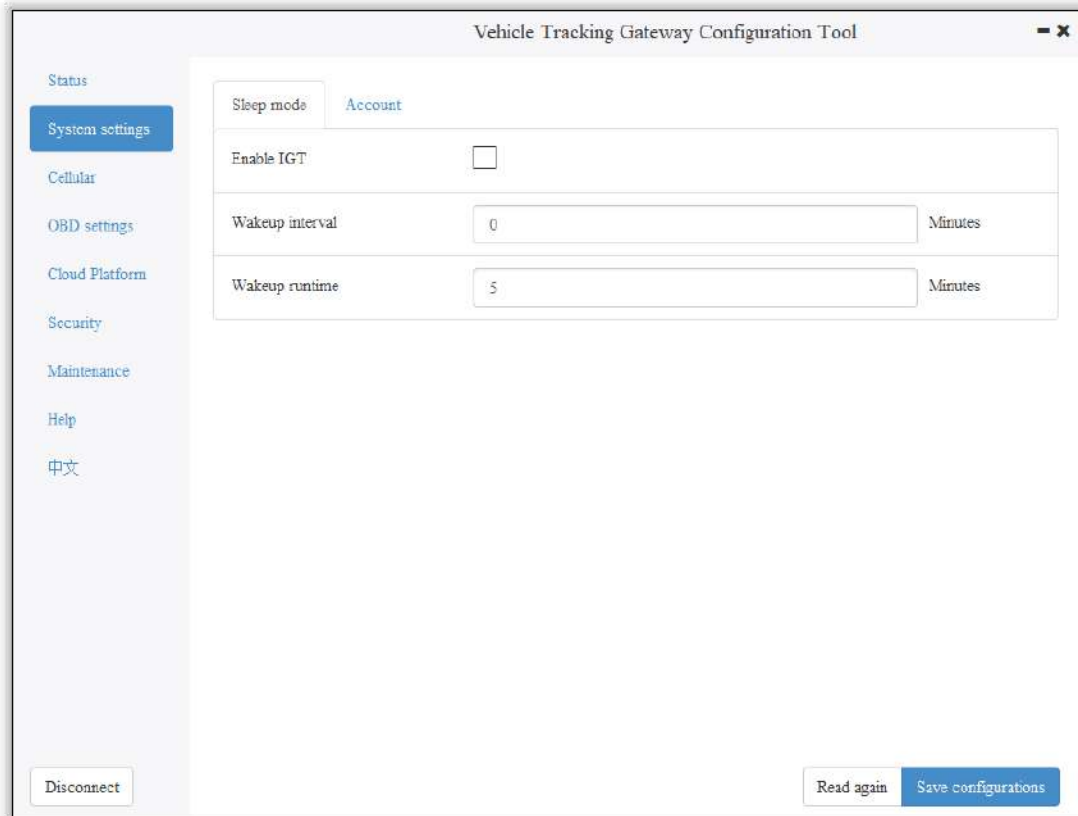 Vehicle Tracking Gateway Configuration Tool
Status
System settings
Cellular
OBD settings
Cloud Platform
Security
Maintenance
Help
中文
Sleep mode Account
Enable IGT
Wakeup interval 0 Minutes
Wakeup runtime 5 Minutes
Disconnect Read again Save configurations